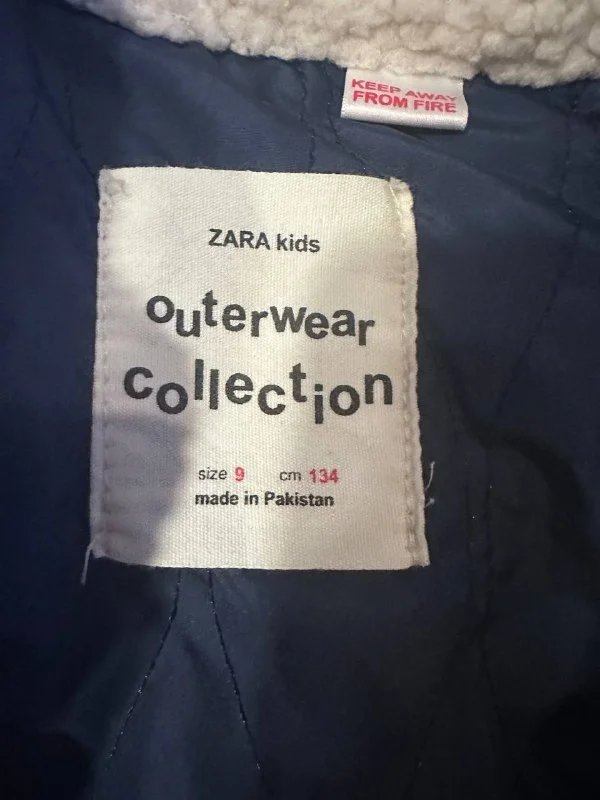 KEEP AWAY
FROM FIRE
ZARA kids
outerwear
collection
size 9 cm 134
made in Pakistan